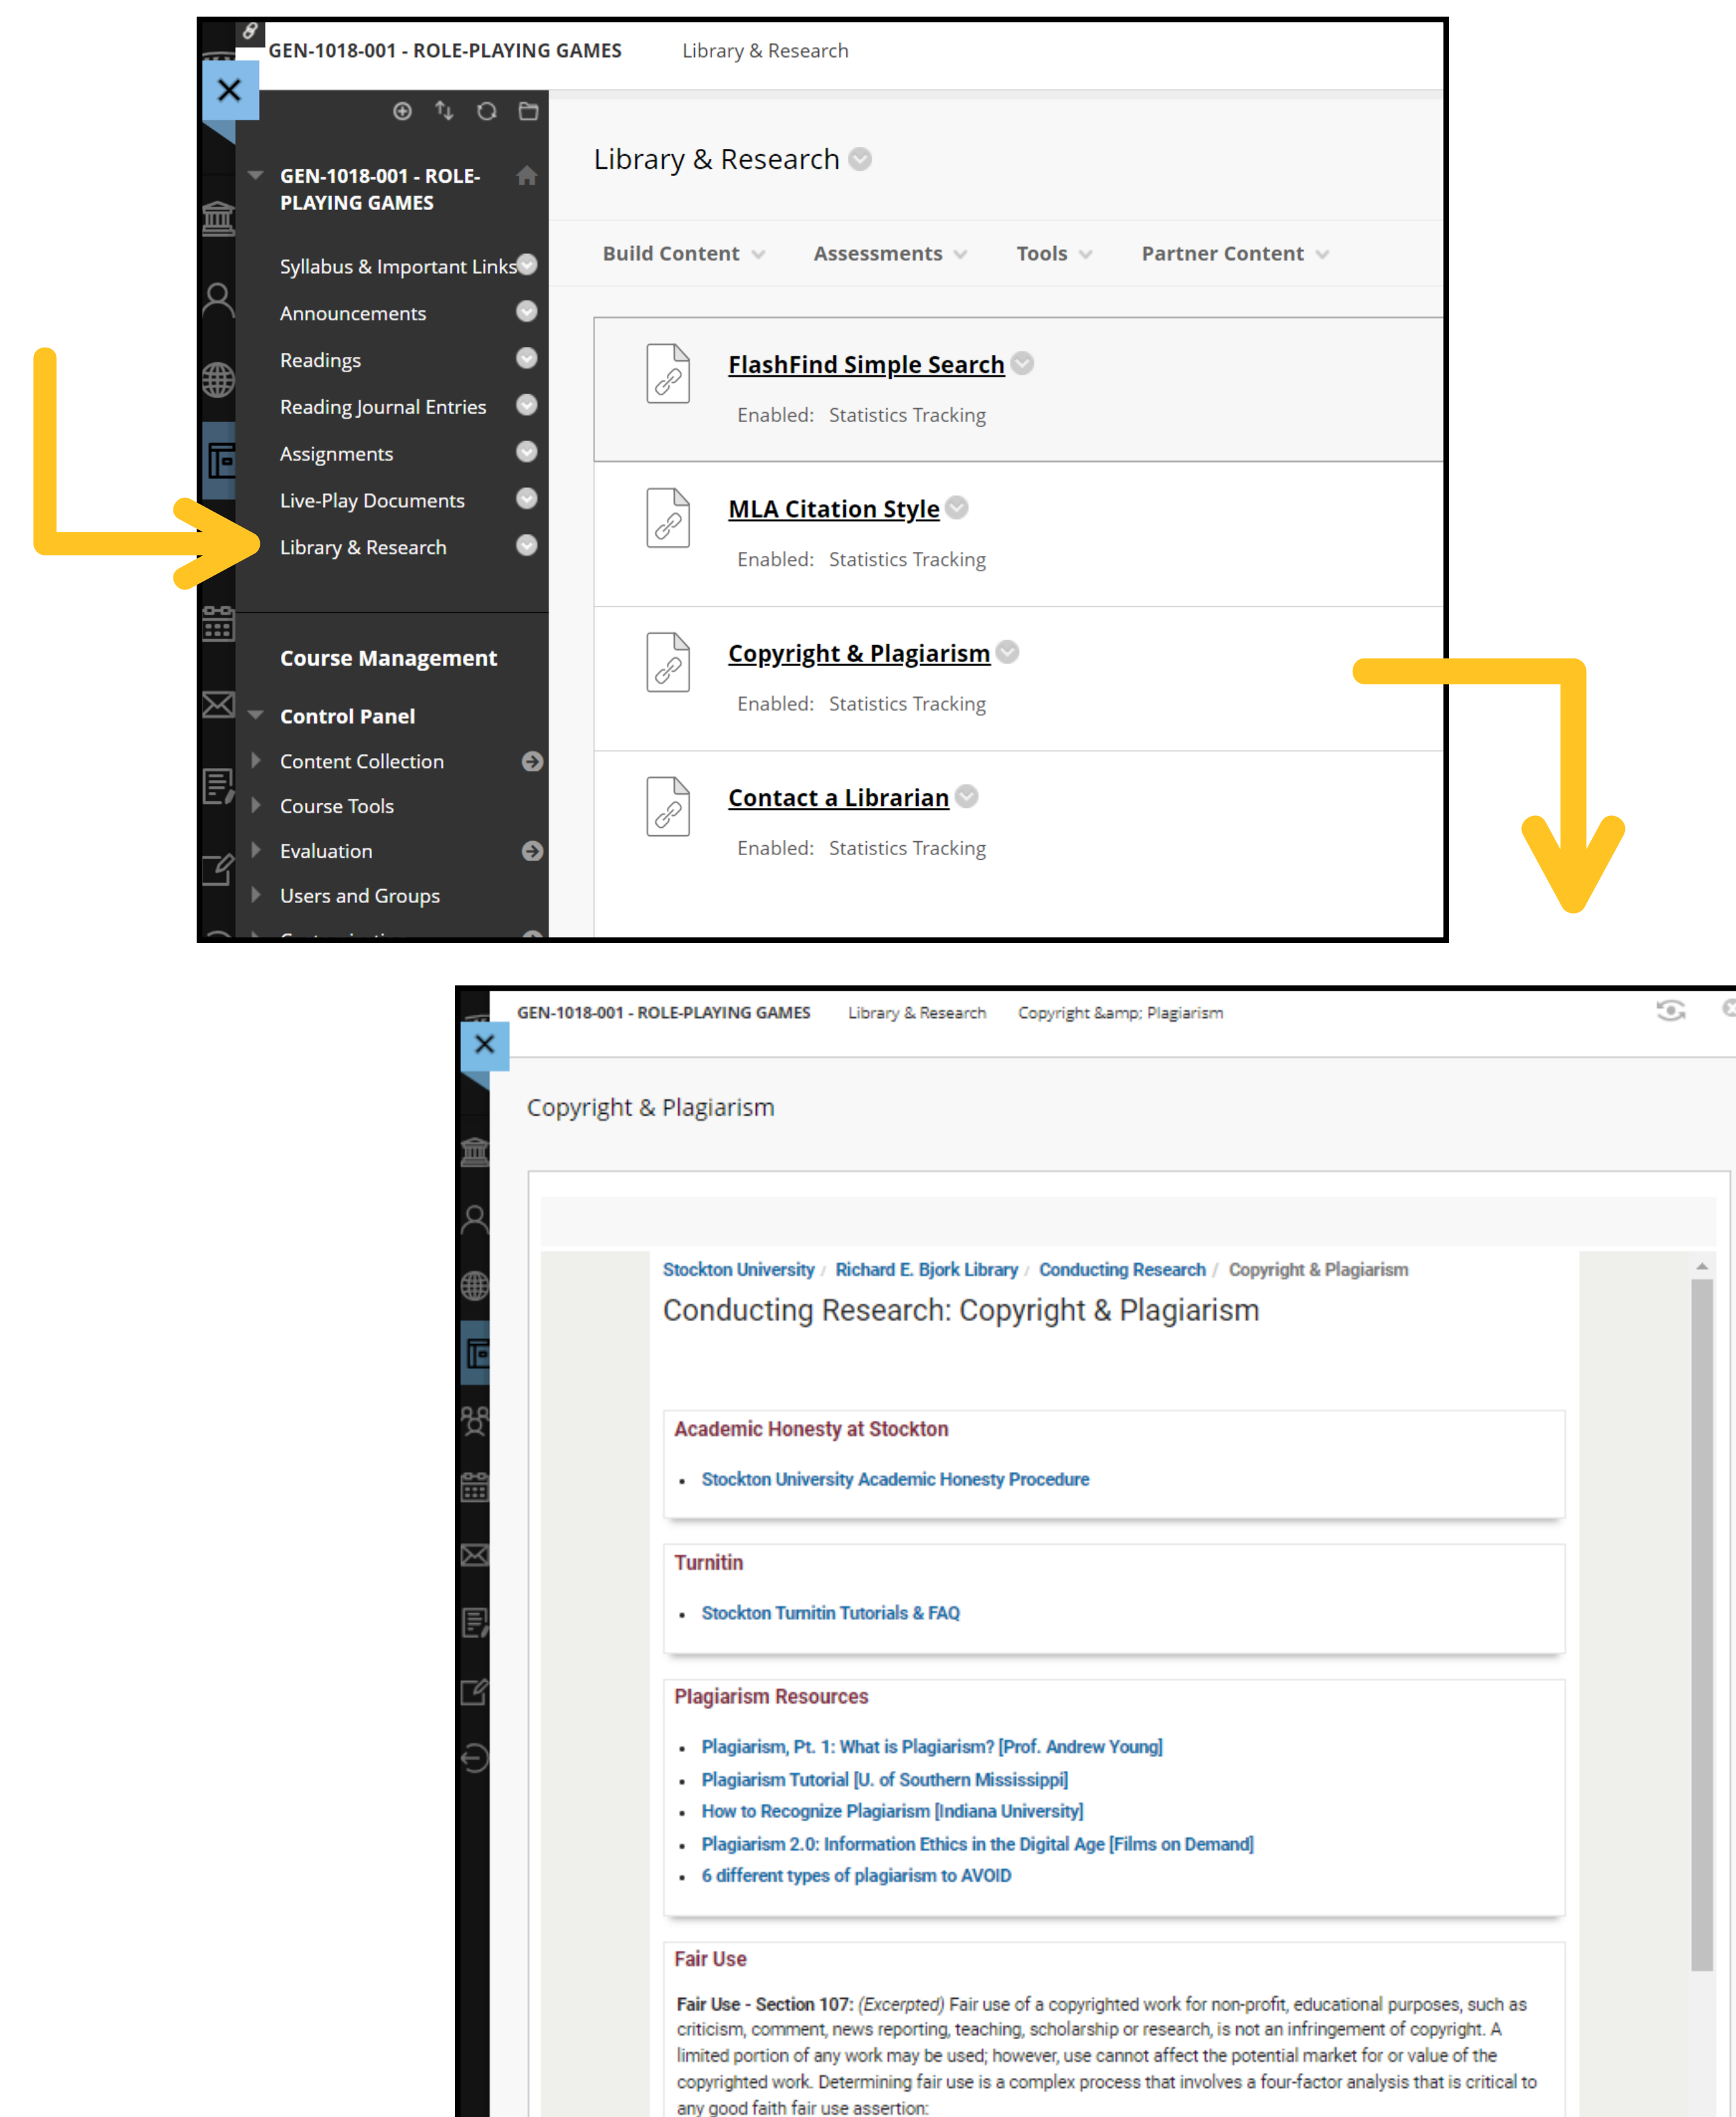 GEN-1018-001 - ROLE-PLAYING GAMES Library & Research
GEN-1018-001 - ROLE-
PLAYING GAMES
Syllabus & Important Links
Announcements
Readings
Reading Journal Entries
Assignments
Live-Play Documents
Library & Research
Course Management
Control Panel
Content Collection
Course Tools
Evaluation
Users and Groups
Library & Research
Build Content Assessments Tools Partner Content
FlashFind Simple Search
Enabled: Statistics Tracking
MLA Citation Style
Enabled: Statistics Tracking
Copyright & Plagiarism
Enabled: Statistics Tracking
Contact a Librarian
Enabled: Statistics Tracking
GEN-1018-001 - ROLE-PLAYING GAMES Library & Research Copyright &amp; Plagiarism
Copyright & Plagiarism
Stockton University / Richard E. Bjork Library / Conducting Research / Copyright & Plagiarism
Conducting Research: Copyright & Plagiarism
Academic Honesty at Stockton
• Stockton University Academic Honesty Procedure
Turnitin
• Stockton Turnitin Tutorials & FAQ
Plagiarism Resources
• Plagiarism, Pt. 1: What is Plagiarism? [Prof. Andrew Young]
• Plagiarism Tutorial [U. of Southern Mississippi]
• How to Recognize Plagiarism [Indiana University]
• Plagiarism 2.0: Information Ethics in the Digital Age [Films on Demand]
• 6 different types of plagiarism to AVOID
Fair Use
Fair Use - Section 107: (Excerpted) Fair use of a copyrighted work for non-profit, educational purposes, such as
criticism, comment, news reporting, teaching, scholarship or research, is not an infringement of copyright. A
limited portion of any work may be used; however, use cannot affect the potential market for or value of the
copyrighted work. Determining fair use is a complex process that involves a four-factor analysis that is critical to
any good faith fair use assertion: